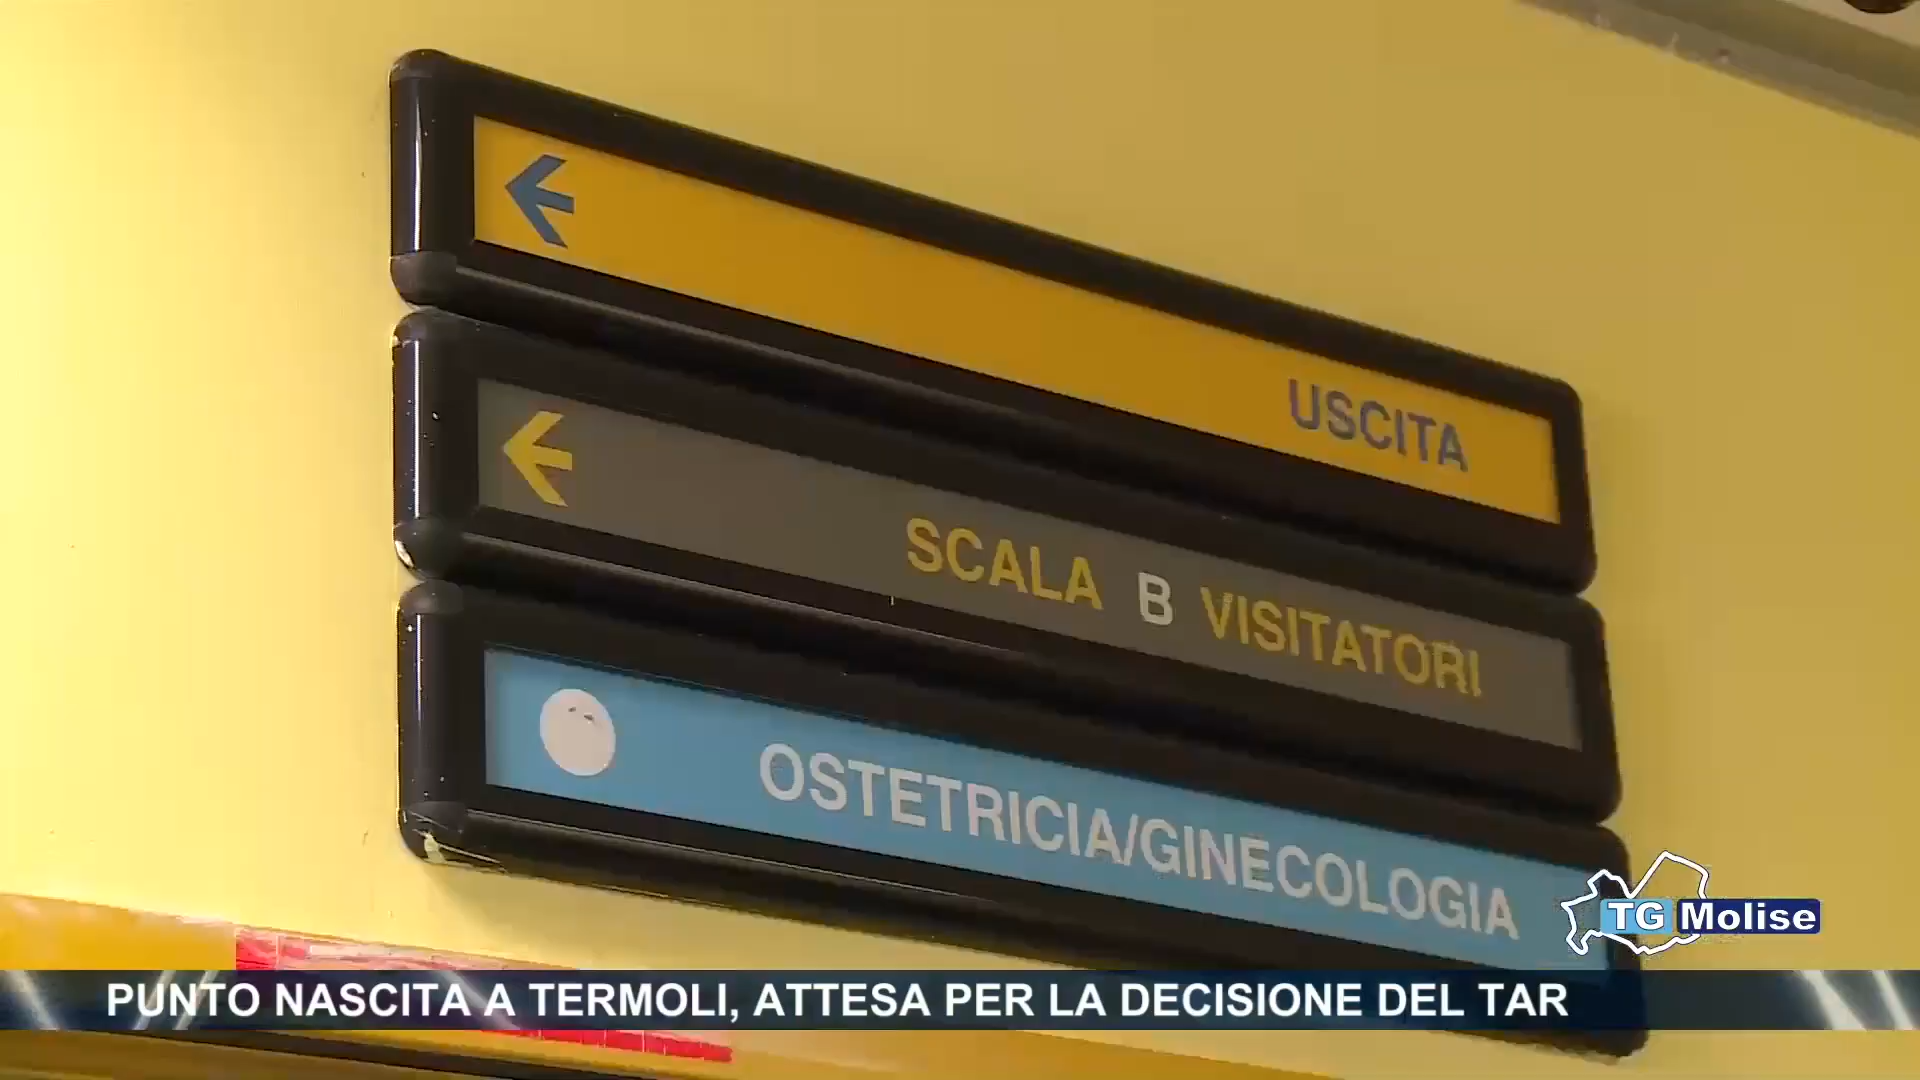 USCITA
SCALA B VISITATORI
OSTETRICIA/GINECOLOGIA
TG Molise
PUNTO NASCITA A TERMOLI, ATTESA PER LA DECISIONE DEL TAR